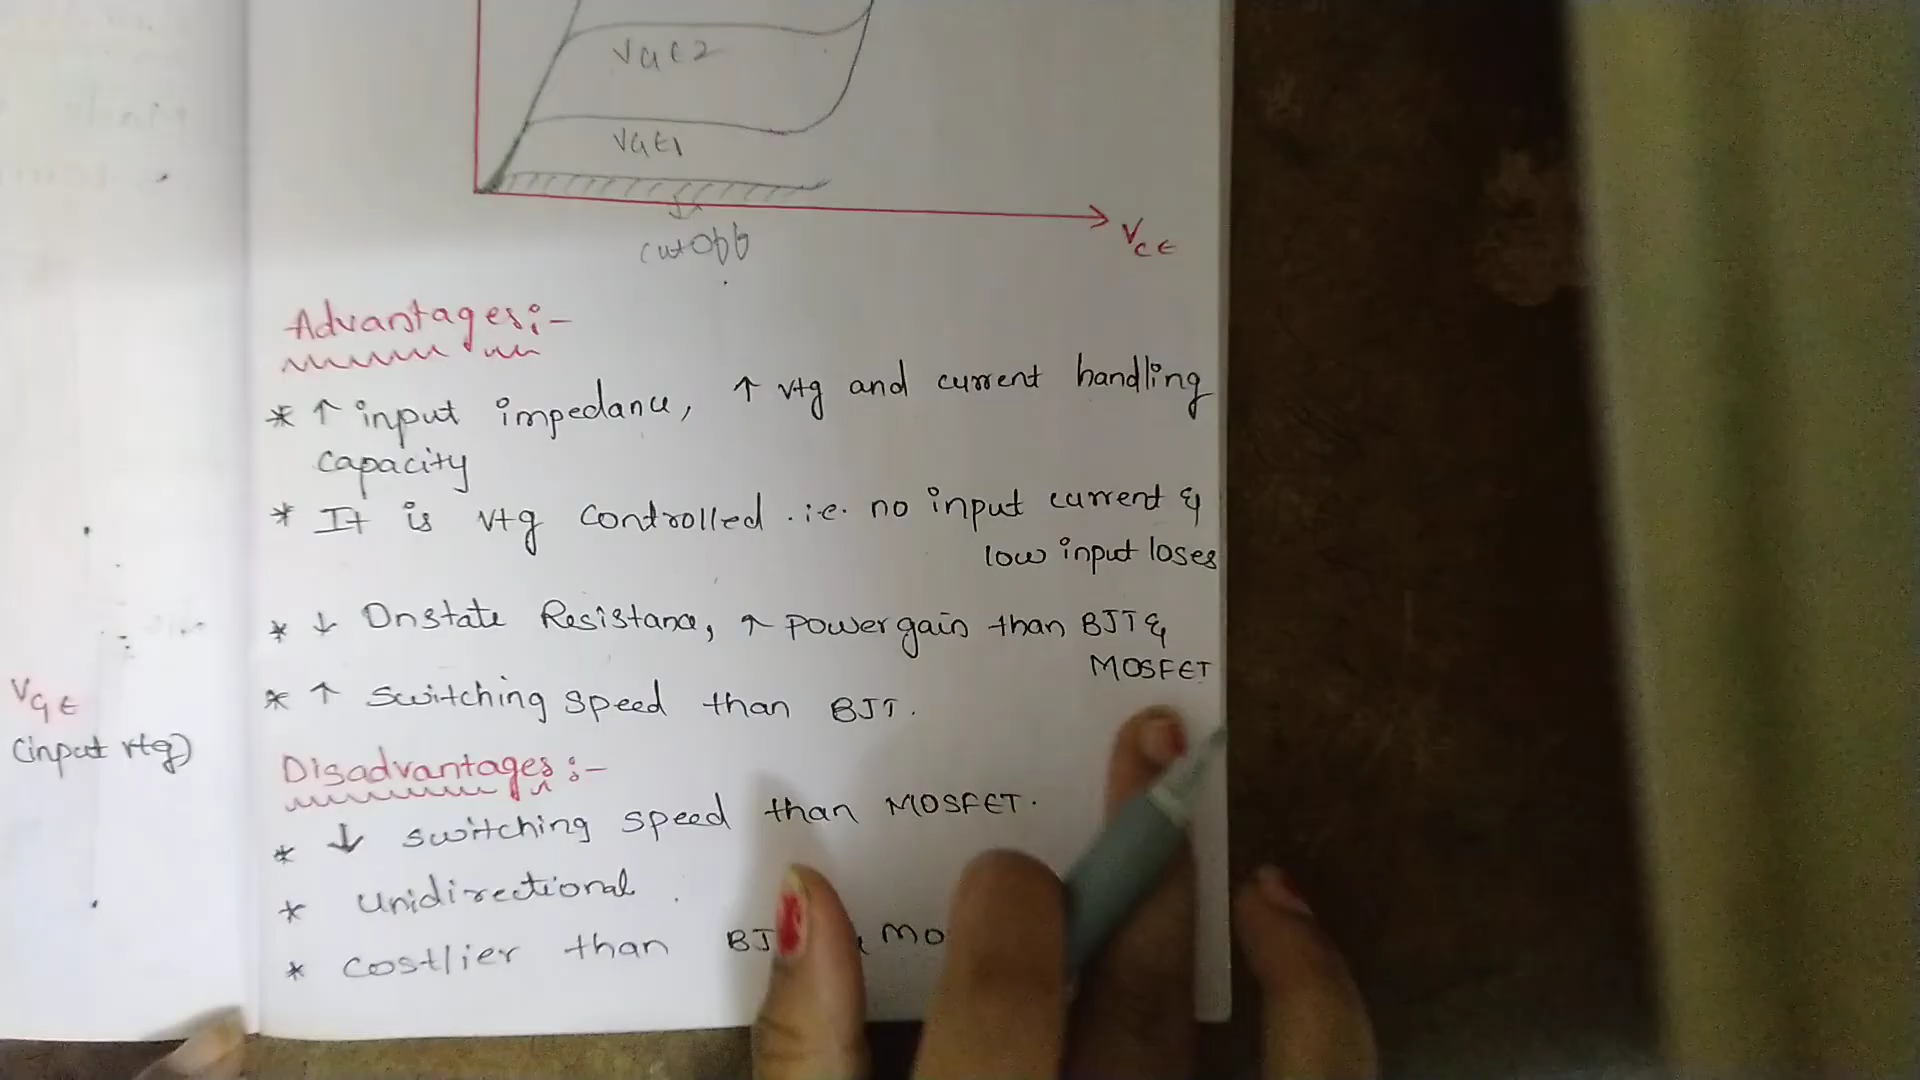 VGE2
VGE1
cutoff
VCE
Advantages:-
* ↑ input impedance, ↑ vtg and current handling
capacity
* It is vtg controlled .i.e. no input current &
low input loses
* ↓ Onstate Resistance, ↑ power gain than BJT &
MOSFET
* ↑ switching speed than BJT.
VGE
(input vtg)
Disadvantages:-
* ↓ switching speed than MOSFET.
* Unidirectional.
* costlier than